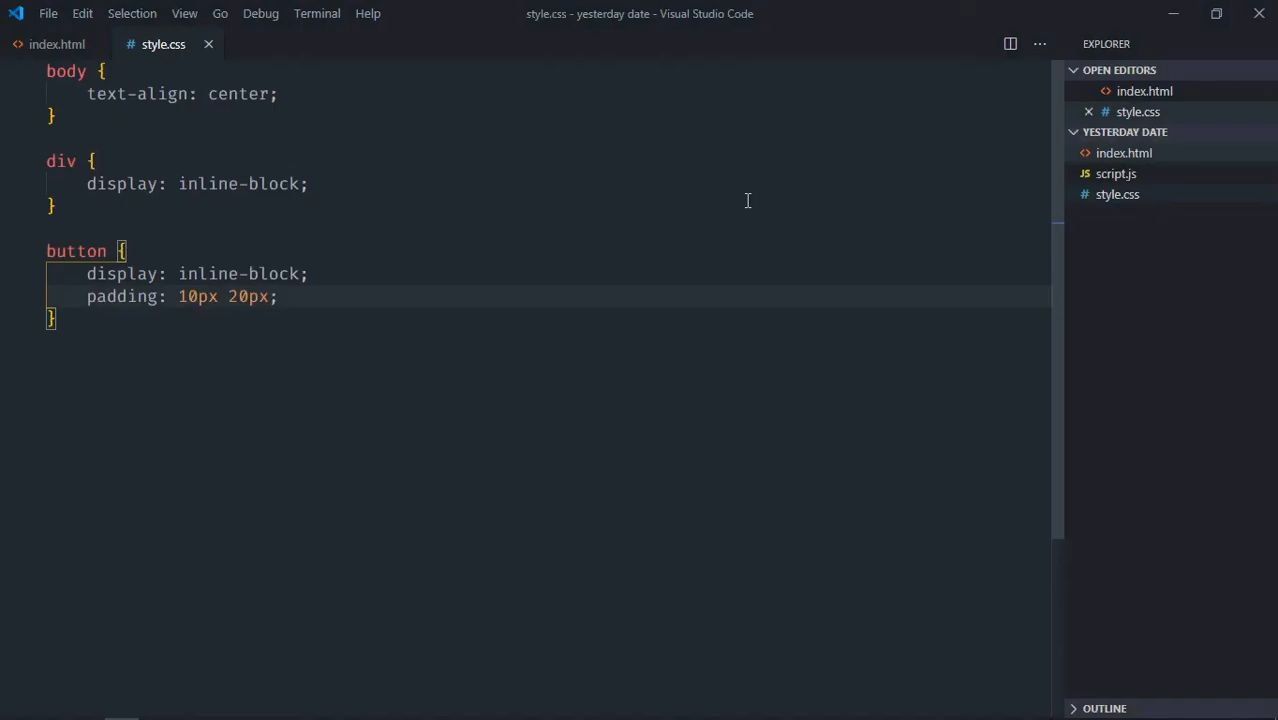 File Edit Selection View Go Debug Terminal Help
style.css - yesterday date - Visual Studio Code
index.html
# style.css
EXPLORER
body {
    text-align: center;
}
div {
    display: inline-block;
}
button {
    display: inline-block;
    padding: 10px 20px;
}
OPEN EDITORS
<> index.html
# style.css
YESTERDAY DATE
<> index.html
JS script.js
# style.css
OUTLINE